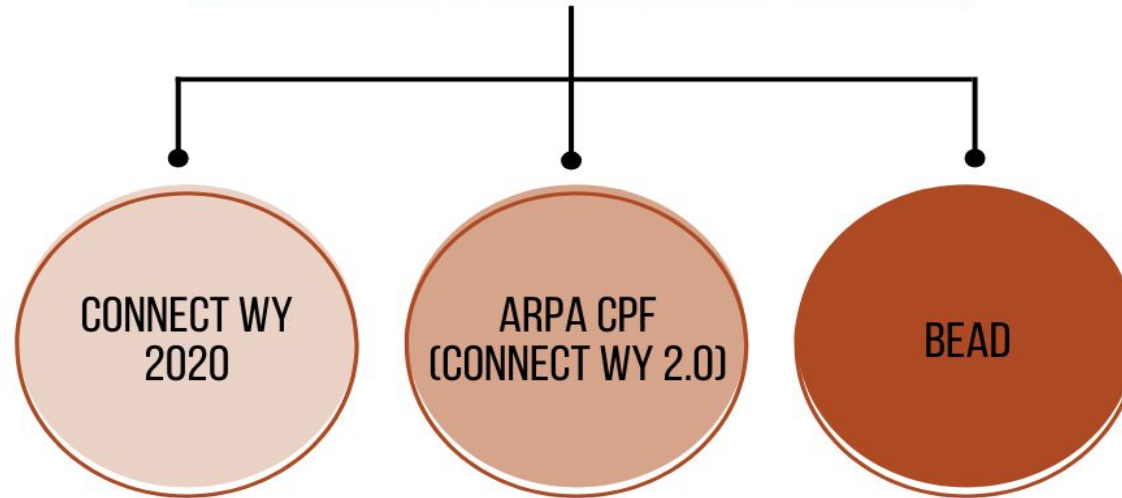 CONNECT WY
2020
ARPA CPF
(CONNECT WY 2.0)
BEAD